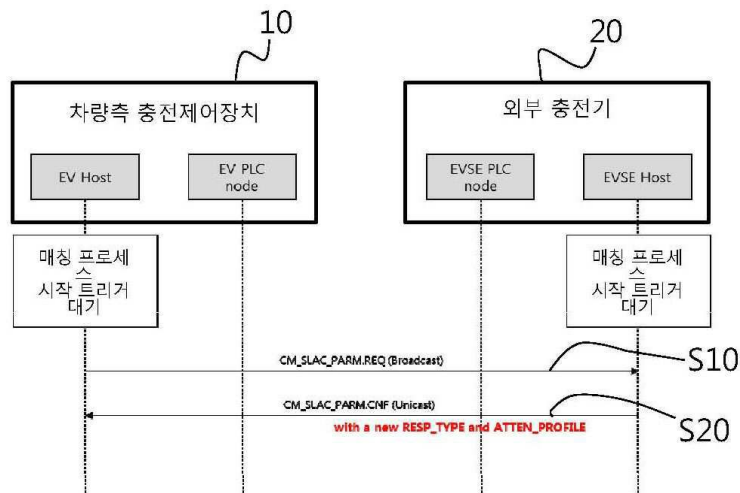 10
20
차량측 충전제어장치
외부 충전기
EV Host
EV PLC
node
EVSE PLC
node
EVSE Host
매칭 프로세
스
시작 트리거
대기
매칭 프로세
스
시작 트리거
대기
CM_SLAC_PARM.REQ (Broadcast)
S10
CM_SLAC_PARM.CNF (Unicast)
S20
with a new RESP_TYPE and ATTEN_PROFILE